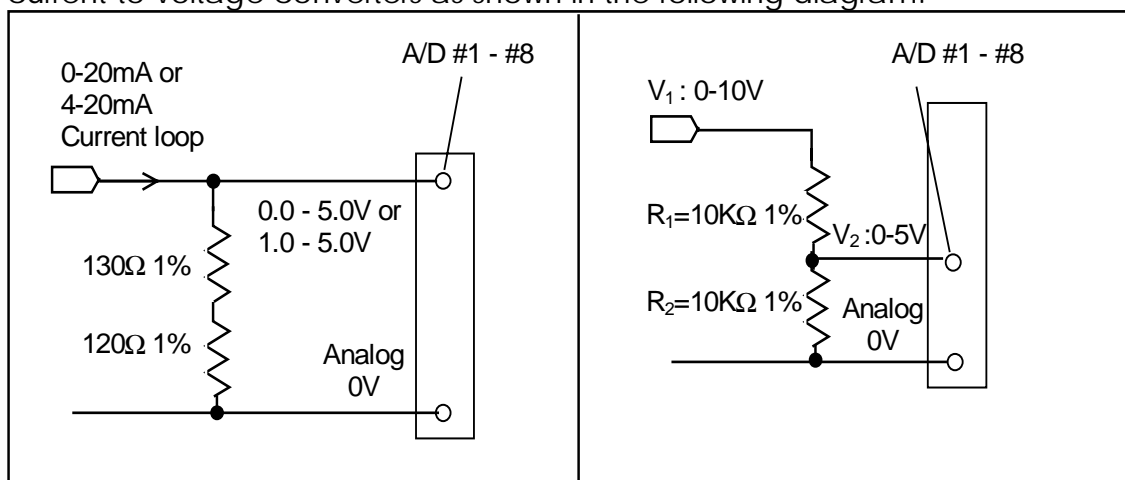 current-to-voltage converters as shown in the following diagram:
A/D #1 - #8
0-20mA or
4-20mA
Current loop
0.0 - 5.0V or
1.0 - 5.0V
130Ω 1%
120Ω 1%
Analog
0V
A/D #1 - #8
V₁ : 0-10V
R₁=10KΩ 1%
V₂ :0-5V
R₂=10KΩ 1%
Analog
0V